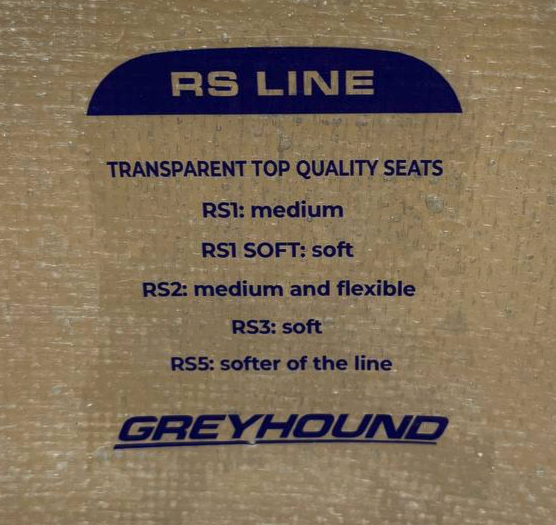 RS LINE
TRANSPARENT TOP QUALITY SEATS
RS1: medium
RS1 SOFT: soft
RS2: medium and flexible
RS3: soft
RS5: softer of the line
GREYHOUND